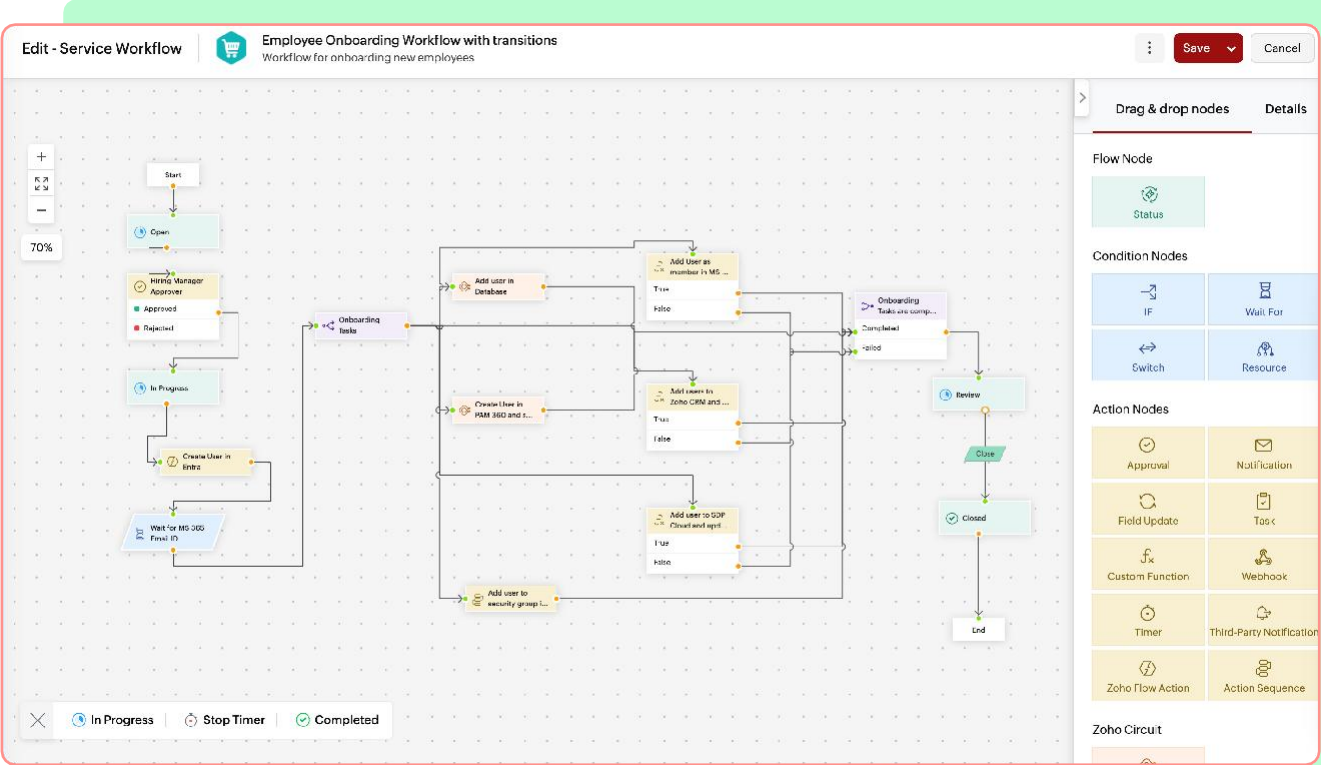 Edit - Service Workflow
Employee Onboarding Workflow with transitions
Workflow for onboarding new employees
Save
Cancel
Drag & drop nodes
Details
70%
Start
Open
Hiring Manager
Approver
Approved
Rejected
In Progress
Create User in
Entra
Wait for MS 365
Email ID
Onboarding
Tasks
Add user in
Database
Create User in
PAM 360 and s...
Add user to
security group i...
Add User as
member in MS ...
True
False
Add users to
Zoho CRM and ...
True
False
Add user to SDP
Cloud and upd...
True
False
Onboarding
Tasks are comp...
Completed
Failed
Review
Close
Closed
End
Flow Node
Status
Condition Nodes
IF
Wait For
Switch
Resource
Action Nodes
Approval
Notification
Field Update
Task
Custom Function
Webhook
Timer
Third-Party Notification
Zoho Flow Action
Action Sequence
Zoho Circuit
In Progress
Stop Timer
Completed